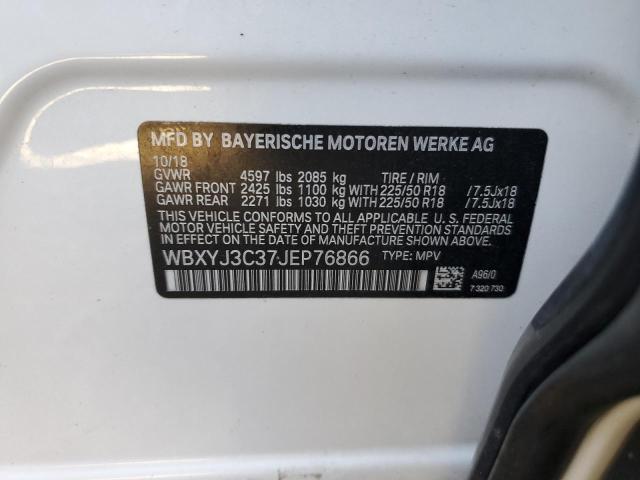 MFD BY BAYERISCHE MOTOREN WERKE AG
10/18
GVWR 4597 lbs 2085 kg TIRE / RIM
GAWR FRONT 2425 lbs 1100 kg WITH 225/50 R18 /7.5Jx18
GAWR REAR 2271 lbs 1030 kg WITH 225/50 R18 /7.5Jx18
THIS VEHICLE CONFORMS TO ALL APPLICABLE U. S. FEDERAL
MOTOR VEHICLE SAFETY BUMPER AND THEFT PREVENTION
STANDARDS IN EFFECT ON THE DATE OF MANUFACTURE SHOWN ABOVE.
WBXYJ3C37JEP76866 TYPE: MPV
A96/0
7 320 730